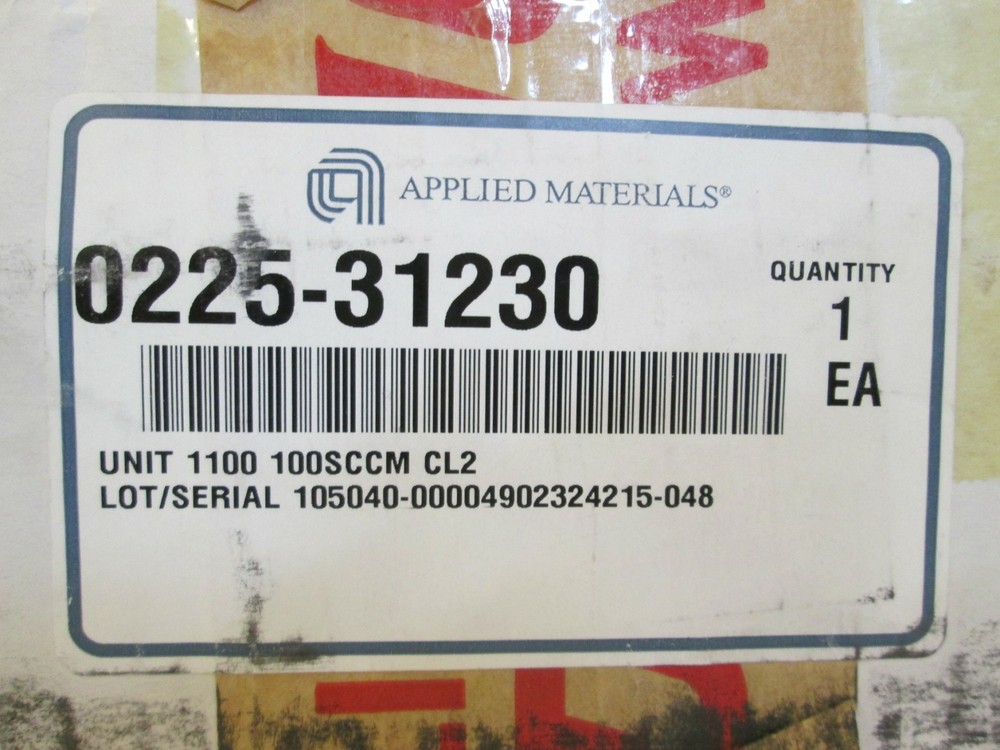 APPLIED MATERIALS®
0225-31230
QUANTITY
1
EA
UNIT 1100 100SCCM CL2
LOT/SERIAL 105040-00004902324215-048